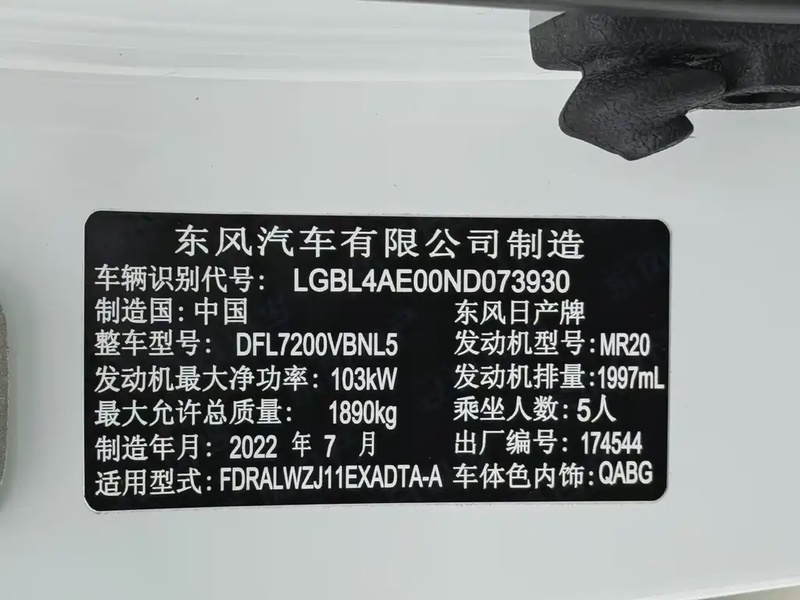 东风汽车有限公司制造
车辆识别代号: LGBL4AE00ND073930
制造国: 中国 东风日产牌
整车型号: DFL7200VBNL5 发动机型号: MR20
发动机最大净功率: 103kW 发动机排量: 1997mL
最大允许总质量: 1890kg 乘坐人数: 5人
制造年月: 2022 年 7 月 出厂编号: 174544
适用型式: FDRALWZJ11EXADTA-A 车体色内饰: QABG